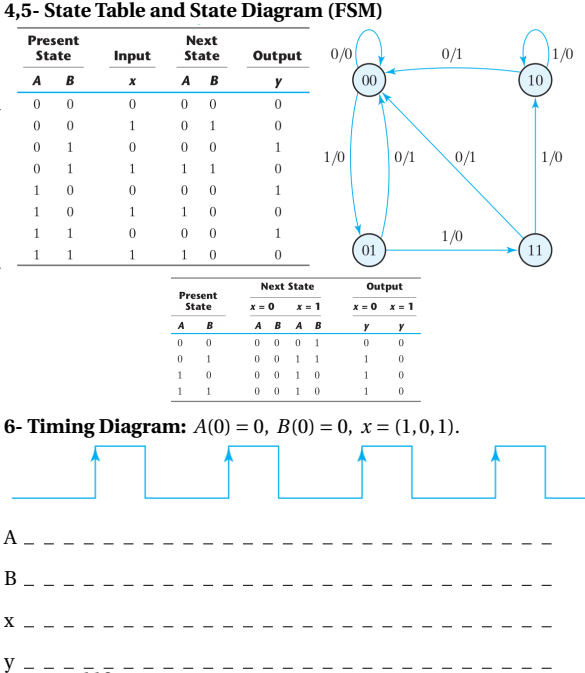 4,5- State Table and State Diagram (FSM)
Present State Input Next State Output
A B x A B y
0 0 0 0 0 0
0 0 1 0 1 0
0 1 0 0 0 1
0 1 1 1 1 0
1 0 0 0 0 1
1 0 1 1 0 0
1 1 0 0 0 1
1 1 1 1 0 0
0/0 0/1 1/0
00 10
1/0 0/1 0/1 1/0
1/0
01 11
Present State Next State Output
x = 0 x = 1 x = 0 x = 1
A B A B A B y y
0 0 0 0 0 1 0 0
0 1 0 0 1 1 1 0
1 0 0 0 1 0 1 0
1 1 0 0 1 0 1 0
6- Timing Diagram: A(0) = 0, B(0) = 0, x = (1,0,1).
A
B
x
y